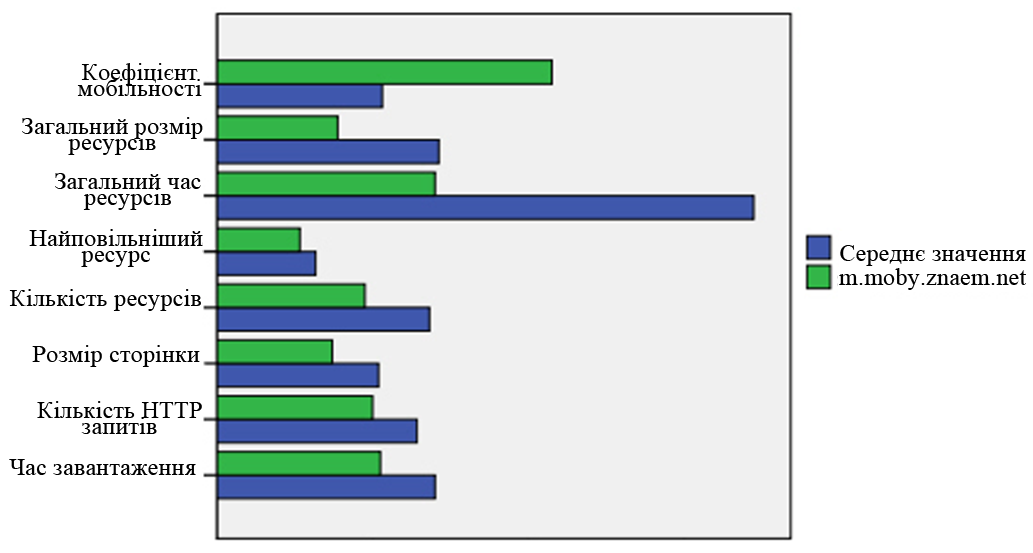 Коефіцієнт
мобільності
Загальний розмір
ресурсів
Загальний час
ресурсів
Найповільніший
ресурс
Кількість ресурсів
Розмір сторінки
Кількість HTTP
запитів
Час завантаження
Середнє значення
m.moby.znaem.net